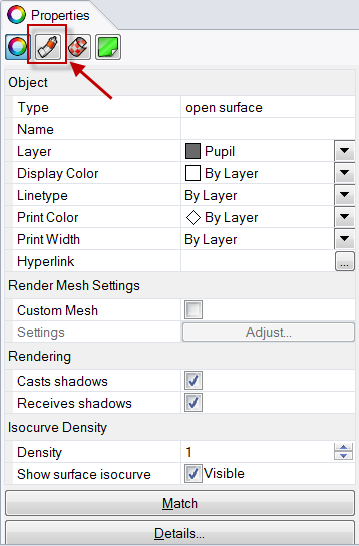 Properties
Object
Type open surface
Name
Layer Pupil
Display Color By Layer
Linetype By Layer
Print Color By Layer
Print Width By Layer
Hyperlink ...
Render Mesh Settings
Custom Mesh
Settings Adjust...
Rendering
Casts shadows
Receives shadows
Isocurve Density
Density 1
Show surface isocurve Visible
Match
Details...